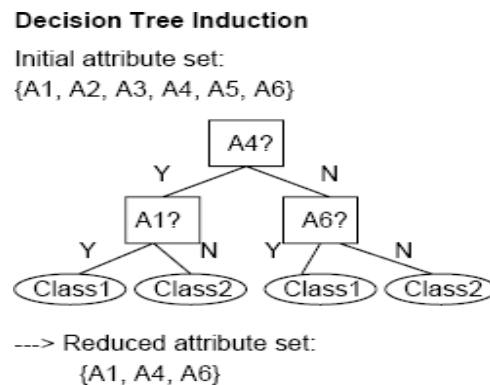 Decision Tree Induction
Initial attribute set:
{A1, A2, A3, A4, A5, A6}
A4?
Y N
A1? A6?
Y N Y N
Class1 Class2 Class1 Class2
---> Reduced attribute set:
{A1, A4, A6}